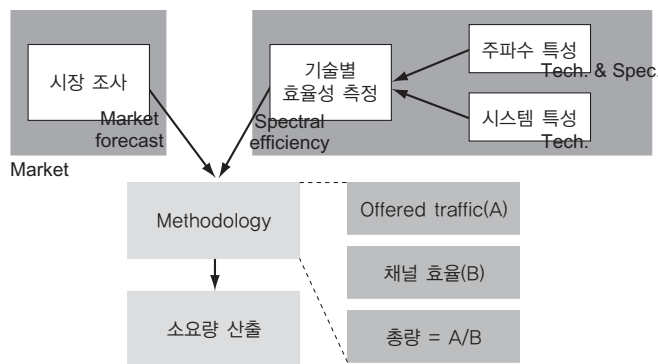 시장 조사
기술별
효율성 측정
주파수 특성
Tech. & Spec.
시스템 특성
Tech.
Market
forecast
Spectral
efficiency
Market
Methodology
Offered traffic(A)
채널 효율(B)
소요량 산출
총량 = A/B